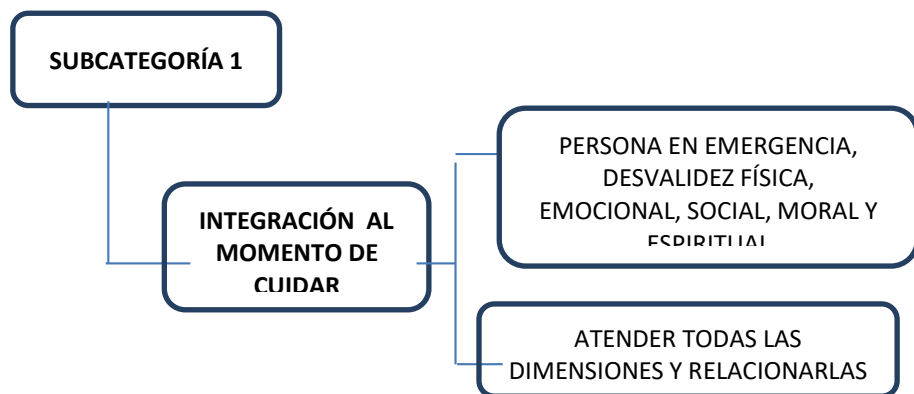 SUBCATEGORÍA 1
PERSONA EN EMERGENCIA,
DESVALIDEZ FÍSICA,
EMOCIONAL, SOCIAL, MORAL Y
ESPIRITUAL
INTEGRACIÓN AL
MOMENTO DE
CUIDAR
ATENDER TODAS LAS
DIMENSIONES Y RELACIONARLAS